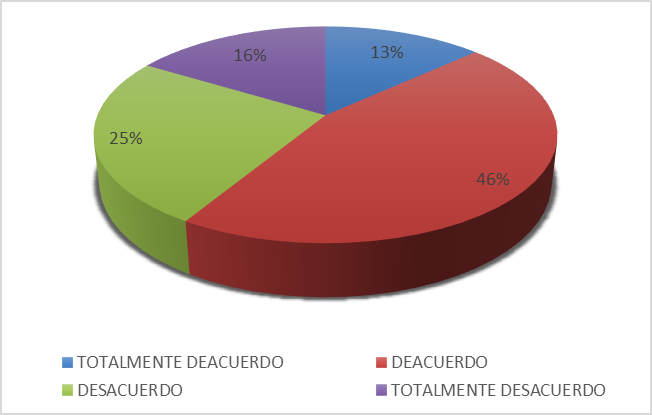 13%
16%
25%
46%
TOTALMENTE DEACUERDO
DEACUERDO
DESACUERDO
TOTALMENTE DESACUERDO